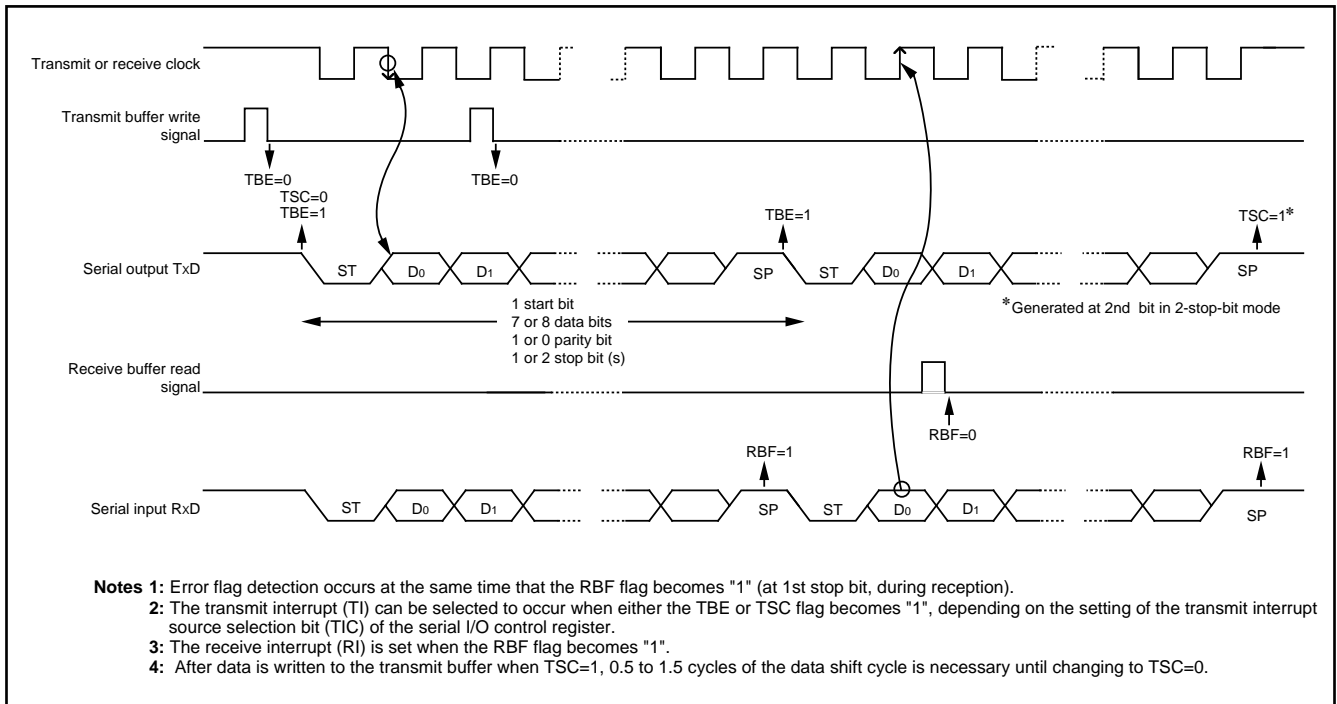 Transmit or receive clock
Transmit buffer write
signal
TBE=0
TSC=0
TBE=1
TBE=0
TBE=1
TSC=1*
Serial output TxD
ST
D0
D1
SP
ST
D0
D1
SP
1 start bit
7 or 8 data bits
1 or 0 parity bit
1 or 2 stop bit (s)
*Generated at 2nd bit in 2-stop-bit mode
Receive buffer read
signal
RBF=0
RBF=1
RBF=1
Serial input RxD
ST
D0
D1
SP
ST
D0
D1
SP
Notes 1: Error flag detection occurs at the same time that the RBF flag becomes "1" (at 1st stop bit, during reception).
2: The transmit interrupt (TI) can be selected to occur when either the TBE or TSC flag becomes "1", depending on the setting of the transmit interrupt
source selection bit (TIC) of the serial I/O control register.
3: The receive interrupt (RI) is set when the RBF flag becomes "1".
4: After data is written to the transmit buffer when TSC=1, 0.5 to 1.5 cycles of the data shift cycle is necessary until changing to TSC=0.